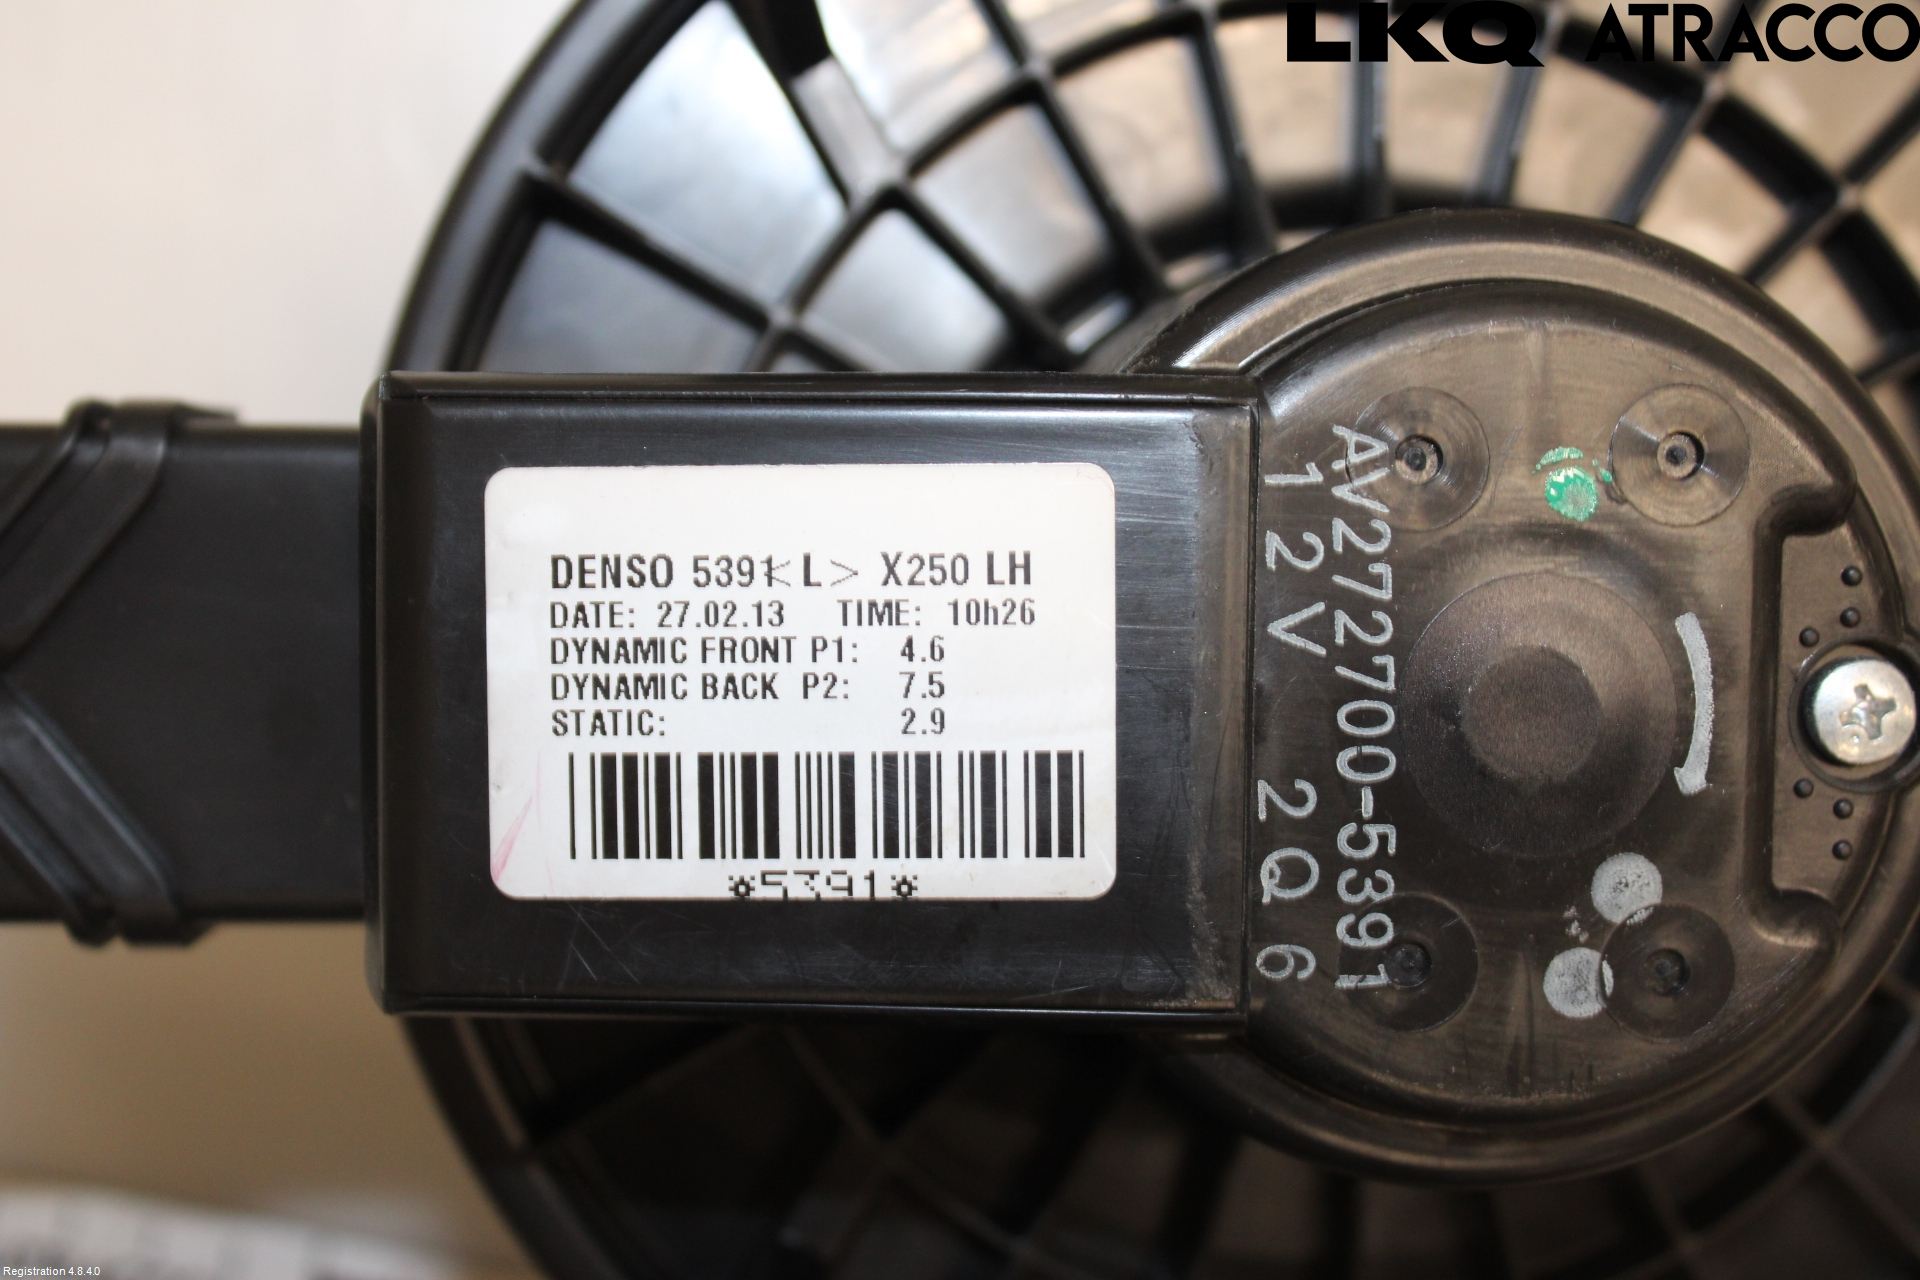 LKQ ATRACCO
DENSO 5391<L> X250 LH
DATE: 27.02.13 TIME: 10h26
DYNAMIC FRONT P1: 4.6
DYNAMIC BACK P2: 7.5
STATIC: 2.9
*5391*
AV272700-5391
12V 2Q6
Registration 4.8.4.0